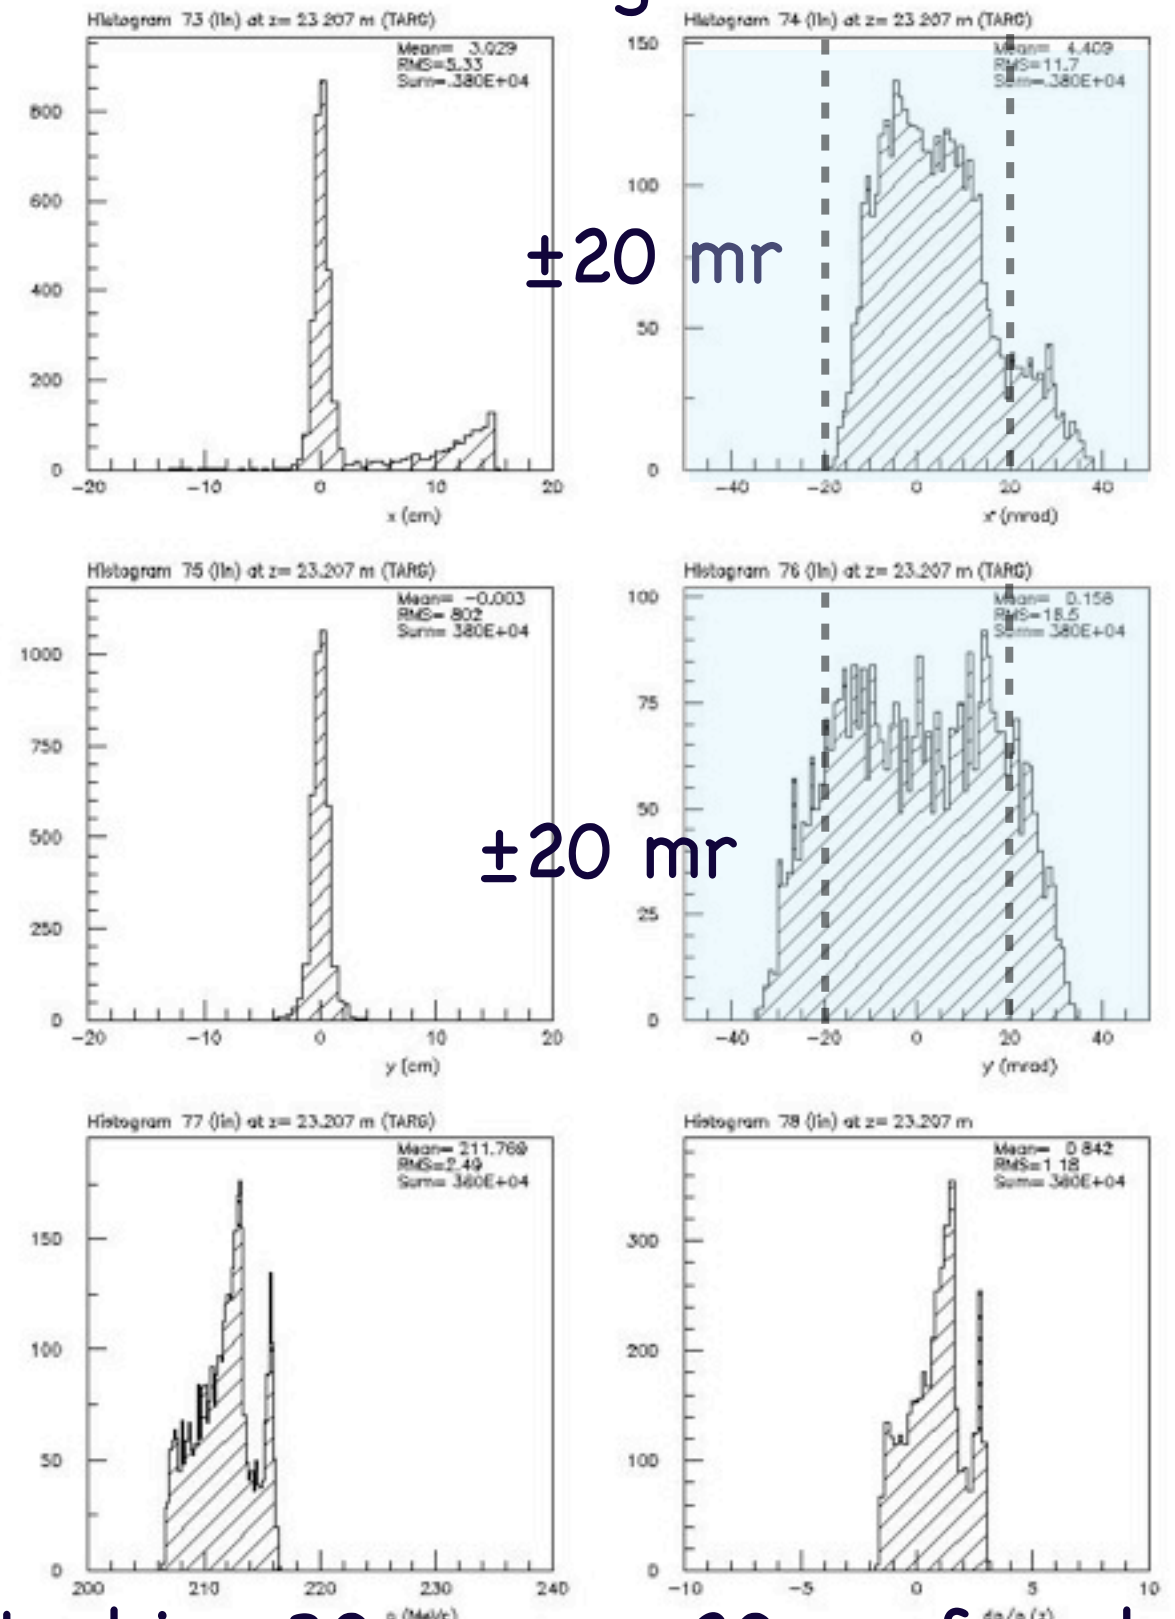 Histogram 73 (lin) at z= 23.207 m (TARG)
Mean= 3.029
RMS=5.33
Sum=.380E+04
800
600
400
200
0
-20 -10 0 10 20
x (cm)
Histogram 74 (lin) at z= 23.207 m (TARG)
Mean= 4.409
RMS=11.7
Sum=.380E+04
150
100
50
0
-40 -20 0 20 40
x' (mrad)
±20 mr
Histogram 75 (lin) at z= 23.207 m (TARG)
Mean= -0.003
RMS=.802
Sum=.380E+04
1000
750
500
250
0
-20 -10 0 10 20
y (cm)
Histogram 76 (lin) at z= 23.207 m (TARG)
Mean= 0.156
RMS=18.5
Sum=.380E+04
100
75
50
25
0
-40 -20 0 20 40
y' (mrad)
±20 mr
Histogram 77 (lin) at z= 23.207 m (TARG)
Mean= 211.769
RMS=2.49
Sum=.380E+04
150
100
50
0
200 210 220 230 240
Histogram 78 (lin) at z= 23.207 m
Mean= 0.842
RMS=1.18
Sum=.380E+04
300
200
100
0
-10 -5 0 5 10